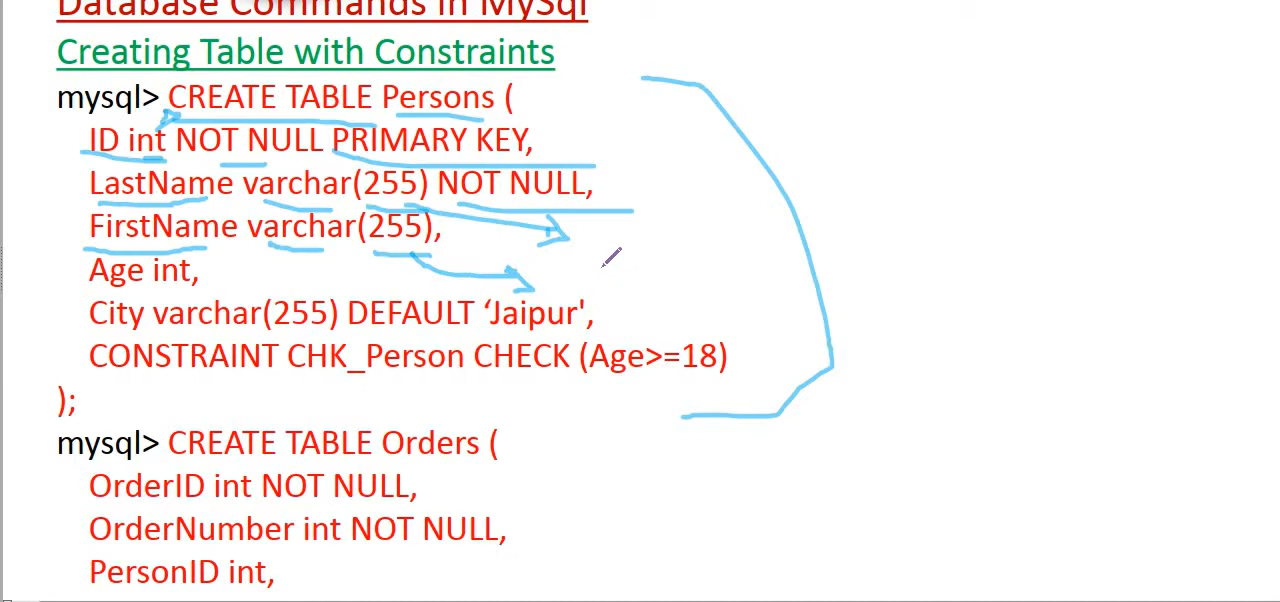 Database Commands in MySql
Creating Table with Constraints
mysql> CREATE TABLE Persons (
ID int NOT NULL PRIMARY KEY,
LastName varchar(255) NOT NULL,
FirstName varchar(255),
Age int,
City varchar(255) DEFAULT ‘Jaipur',
CONSTRAINT CHK_Person CHECK (Age>=18)
);
mysql> CREATE TABLE Orders (
OrderID int NOT NULL,
OrderNumber int NOT NULL,
PersonID int,